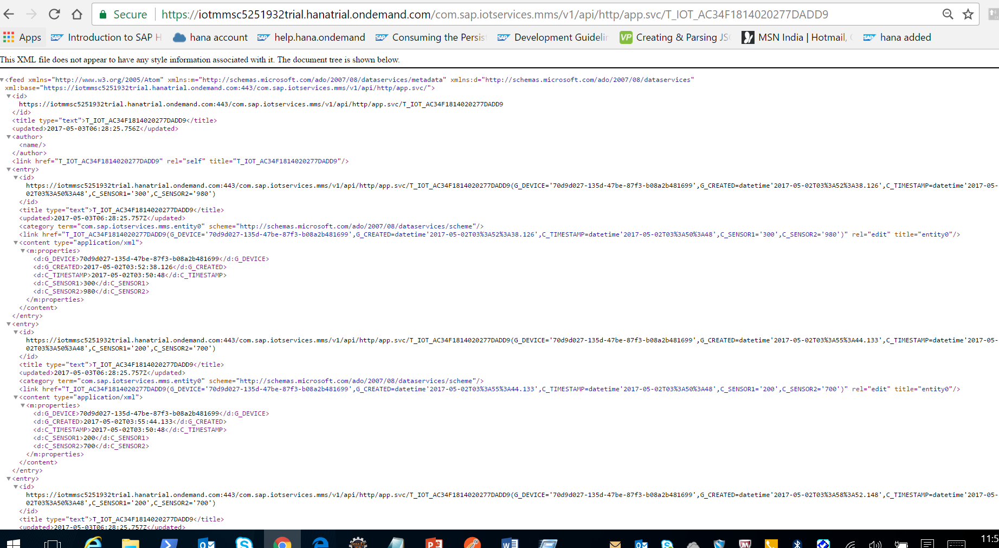 Secure https://iotmmsc5251932trial.hanatrial.ondemand.com/com.sap.iotservices.mms/v1/api/http/app.svc/T_IOT_AC34F1814020277DADD9
Apps SAP Introduction to SAP H hana account SAP help.hana.ondemand SAP Consuming the Persis SAP Development Guidelin VP Creating & Parsing JSO MSN India | Hotmail, SAP hana added
This XML file does not appear to have any style information associated with it. The document tree is shown below.
<feed xmlns="http://www.w3.org/2005/Atom" xmlns:m="http://schemas.microsoft.com/ado/2007/08/dataservices/metadata" xmlns:d="http://schemas.microsoft.com/ado/2007/08/dataservices"
xml:base="https://iotmmsc5251932trial.hanatrial.ondemand.com:443/com.sap.iotservices.mms/v1/api/http/app.svc/">
<id>
https://iotmmsc5251932trial.hanatrial.ondemand.com:443/com.sap.iotservices.mms/v1/api/http/app.svc/T_IOT_AC34F1814020277DADD9
</id>
<title type="text">T_IOT_AC34F1814020277DADD9</title>
<updated>2017-05-03T06:28:25.756Z</updated>
<author>
<name/>
</author>
<link href="T_IOT_AC34F1814020277DADD9" rel="self" title="T_IOT_AC34F1814020277DADD9"/>
<entry>
<id>
https://iotmmsc5251932trial.hanatrial.ondemand.com:443/com.sap.iotservices.mms/v1/api/http/app.svc/T_IOT_AC34F1814020277DADD9(G_DEVICE='70d9d027-135d-47be-87f3-b08a2b481699',G_CREATED=datetime'2017-05-02T03%3A52%3A38.126',C_TIMESTAMP=datetime'2017-05-
02T03%3A50%3A48',C_SENSOR1='300',C_SENSOR2='980')
</id>
<title type="text">T_IOT_AC34F1814020277DADD9</title>
<updated>2017-05-03T06:28:25.757Z</updated>
<category term="com.sap.iotservices.mms.entity0" scheme="http://schemas.microsoft.com/ado/2007/08/dataservices/scheme"/>
<link href="T_IOT_AC34F1814020277DADD9(G_DEVICE='70d9d027-135d-47be-87f3-b08a2b481699',G_CREATED=datetime'2017-05-02T03%3A52%3A38.126',C_TIMESTAMP=datetime'2017-05-02T03%3A50%3A48',C_SENSOR1='300',C_SENSOR2='980')" rel="edit" title="entity0"/>
<content type="application/xml">
<m:properties>
<d:G_DEVICE>70d9d027-135d-47be-87f3-b08a2b481699</d:G_DEVICE>
<d:G_CREATED>2017-05-02T03:52:38.126</d:G_CREATED>
<d:C_TIMESTAMP>2017-05-02T03:50:48</d:C_TIMESTAMP>
<d:C_SENSOR1>300</d:C_SENSOR1>
<d:C_SENSOR2>980</d:C_SENSOR2>
</m:properties>
</content>
</entry>
<entry>
<id>
https://iotmmsc5251932trial.hanatrial.ondemand.com:443/com.sap.iotservices.mms/v1/api/http/app.svc/T_IOT_AC34F1814020277DADD9(G_DEVICE='70d9d027-135d-47be-87f3-b08a2b481699',G_CREATED=datetime'2017-05-02T03%3A55%3A44.133',C_TIMESTAMP=datetime'2017-05-
02T03%3A50%3A48',C_SENSOR1='200',C_SENSOR2='700')
</id>
<title type="text">T_IOT_AC34F1814020277DADD9</title>
<updated>2017-05-03T06:28:25.757Z</updated>
<category term="com.sap.iotservices.mms.entity0" scheme="http://schemas.microsoft.com/ado/2007/08/dataservices/scheme"/>
<link href="T_IOT_AC34F1814020277DADD9(G_DEVICE='70d9d027-135d-47be-87f3-b08a2b481699',G_CREATED=datetime'2017-05-02T03%3A55%3A44.133',C_TIMESTAMP=datetime'2017-05-02T03%3A50%3A48',C_SENSOR1='200',C_SENSOR2='700')" rel="edit" title="entity0"/>
<content type="application/xml">
<m:properties>
<d:G_DEVICE>70d9d027-135d-47be-87f3-b08a2b481699</d:G_DEVICE>
<d:G_CREATED>2017-05-02T03:55:44.133</d:G_CREATED>
<d:C_TIMESTAMP>2017-05-02T03:50:48</d:C_TIMESTAMP>
<d:C_SENSOR1>200</d:C_SENSOR1>
<d:C_SENSOR2>700</d:C_SENSOR2>
</m:properties>
</content>
</entry>
<entry>
<id>
https://iotmmsc5251932trial.hanatrial.ondemand.com:443/com.sap.iotservices.mms/v1/api/http/app.svc/T_IOT_AC34F1814020277DADD9(G_DEVICE='70d9d027-135d-47be-87f3-b08a2b481699',G_CREATED=datetime'2017-05-02T03%3A58%3A52.148',C_TIMESTAMP=datetime'2017-05-
02T03%3A50%3A48',C_SENSOR1='200',C_SENSOR2='700')
</id>
<title type="text">T_IOT_AC34F1814020277DADD9</title>
<updated>2017-05-03T06:28:25.757Z</updated>
11:5